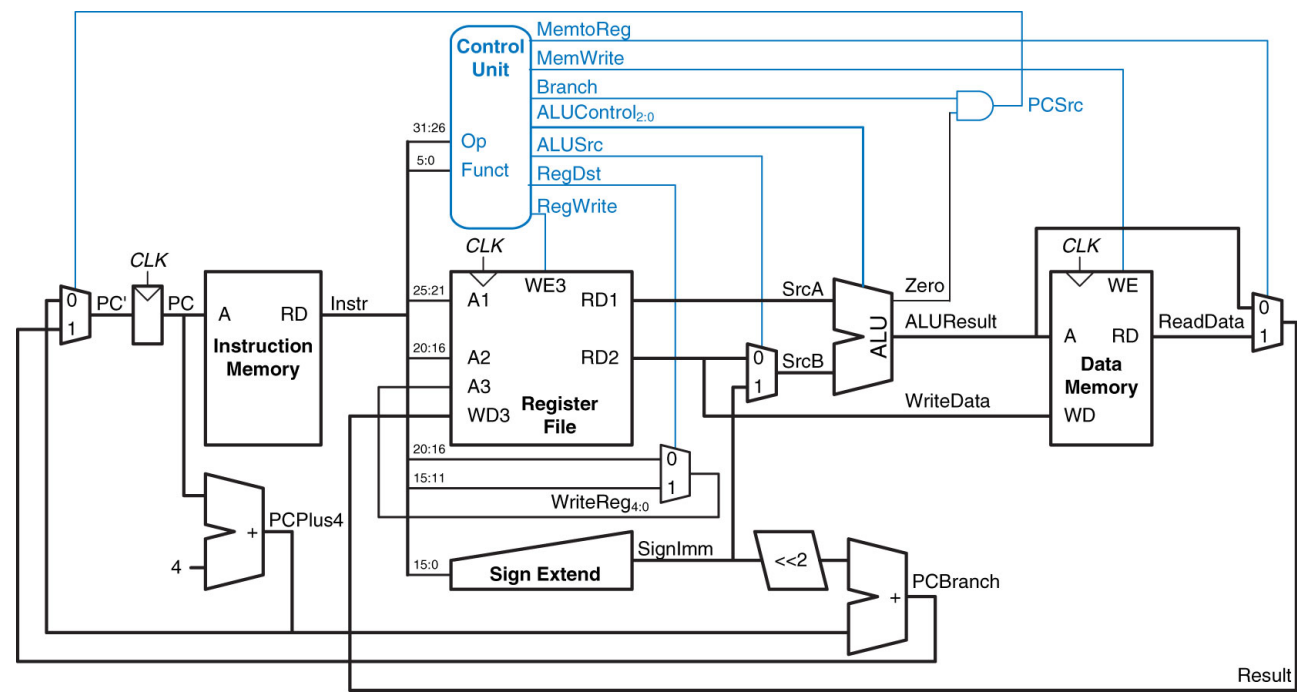 MemtoReg
Control
Unit
MemWrite
Branch
PCSrc
ALUControl2:0
31:26
Op
ALUSrc
5:0
Funct
RegDst
RegWrite
CLK
CLK
CLK
0
1
PC'
PC
A
RD
Instruction
Memory
Instr
25:21
A1
WE3
RD1
SrcA
Zero
WE
0
1
20:16
A2
RD2
0
1
SrcB
ALU
ALUResult
A
RD
ReadData
Data
Memory
A3
WD3
Register
File
WriteData
WD
20:16
0
15:11
1
WriteReg4:0
PCPlus4
+
4
15:0
Sign Extend
SignImm
<<2
+
PCBranch
Result